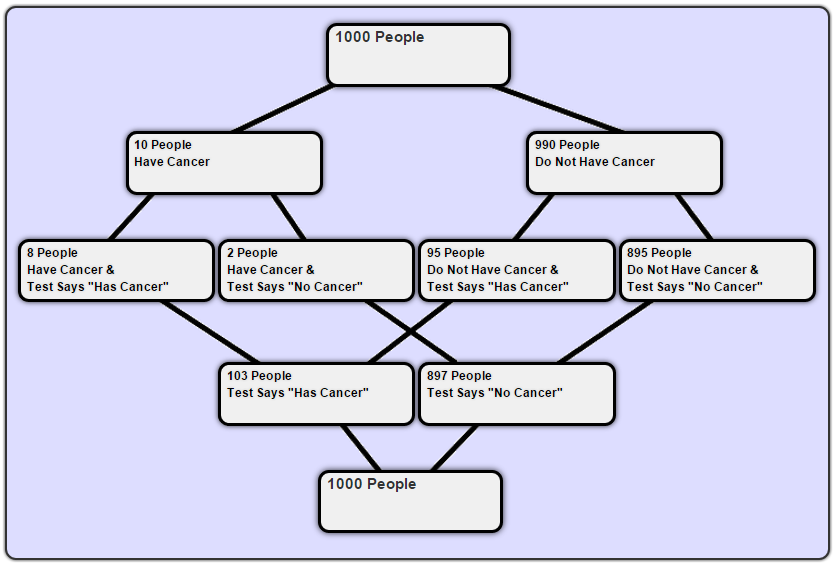 1000 People
10 People
Have Cancer
990 People
Do Not Have Cancer
8 People
Have Cancer &
Test Says "Has Cancer"
2 People
Have Cancer &
Test Says "No Cancer"
95 People
Do Not Have Cancer &
Test Says "Has Cancer"
895 People
Do Not Have Cancer &
Test Says "No Cancer"
103 People
Test Says "Has Cancer"
897 People
Test Says "No Cancer"
1000 People